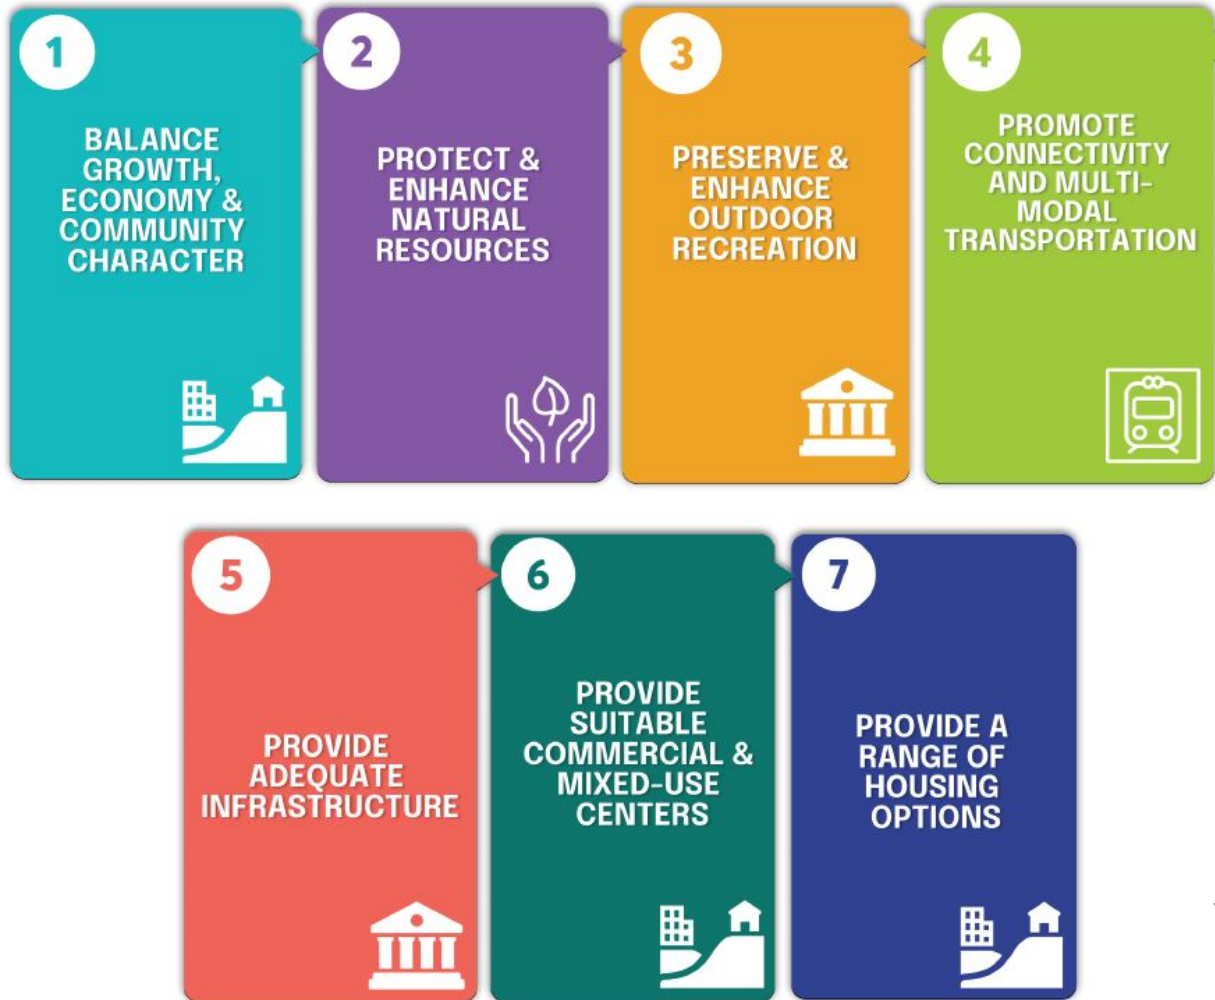 1
BALANCE
GROWTH,
ECONOMY &
COMMUNITY
CHARACTER
2
PROTECT &
ENHANCE
NATURAL
RESOURCES
3
PRESERVE &
ENHANCE
OUTDOOR
RECREATION
4
PROMOTE
CONNECTIVITY
AND MULTI-
MODAL
TRANSPORTATION
5
PROVIDE
ADEQUATE
INFRASTRUCTURE
6
PROVIDE
SUITABLE
COMMERCIAL &
MIXED-USE
CENTERS
7
PROVIDE A
RANGE OF
HOUSING
OPTIONS